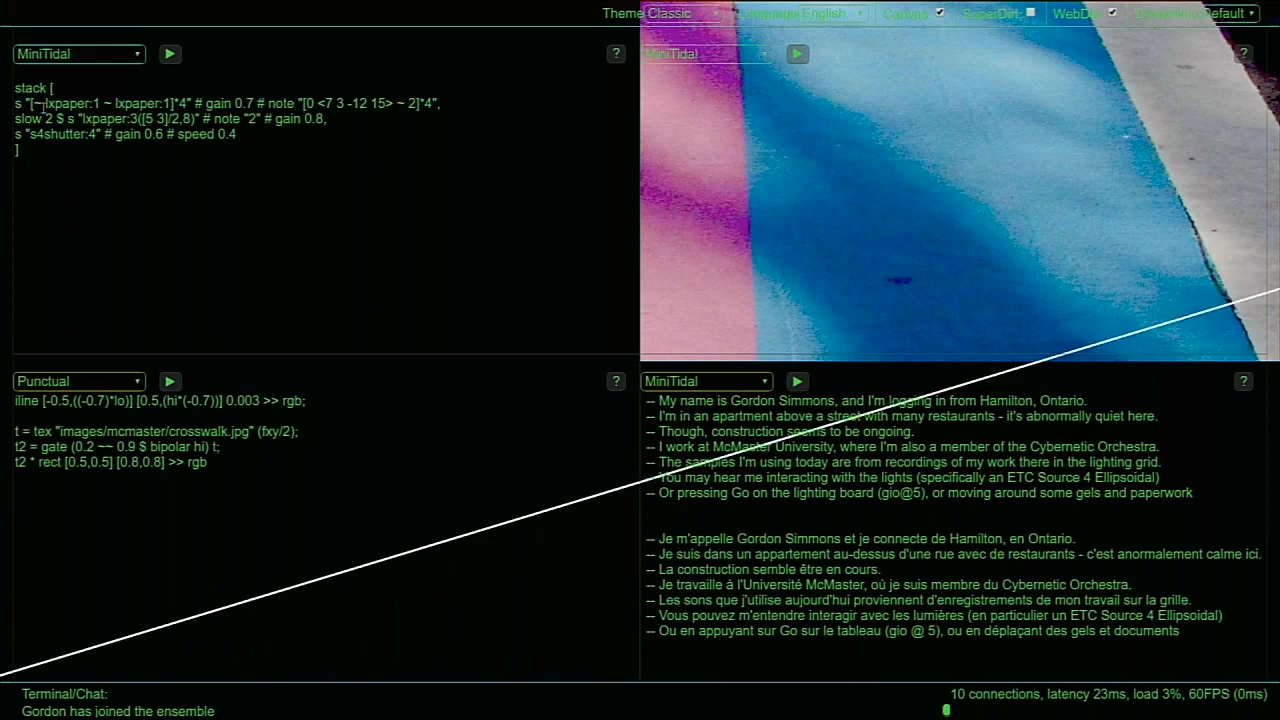 Theme Classic Language English Canvas SuperDirt: WebDirt Default
MiniTidal ?
stack [
s "[~ lxpaper:1 ~ lxpaper:1]*4" # gain 0.7 # note "[0 <7 3 -12 15> ~ 2]*4",
slow 2 $ s "lxpaper:3([5 3]/2,8)" # note "2" # gain 0.8,
s "s4shutter:4" # gain 0.6 # speed 0.4
]
MiniTidal ?
Punctual ?
iline [-0.5,((-0.7)*lo)] [0.5,(hi*(-0.7))] 0.003 >> rgb;
t = tex "images/mcmaster/crosswalk.jpg" (fxy/2);
t2 = gate (0.2 ~~ 0.9 $ bipolar hi) t;
t2 * rect [0.5,0.5] [0.8,0.8] >> rgb
MiniTidal ?
-- My name is Gordon Simmons, and I'm logging in from Hamilton, Ontario.
-- I'm in an apartment above a street with many restaurants - it's abnormally quiet here.
-- Though, construction seems to be ongoing.
-- I work at McMaster University, where I'm also a member of the Cybernetic Orchestra.
-- The samples I'm using today are from recordings of my work there in the lighting grid.
-- You may hear me interacting with the lights (specifically an ETC Source 4 Ellipsoidal)
-- Or pressing Go on the lighting board (gio@5), or moving around some gels and paperwork
-- Je m'appelle Gordon Simmons et je connecte de Hamilton, en Ontario.
-- Je suis dans un appartement au-dessus d'une rue avec de restaurants - c'est anormalement calme ici.
-- La construction semble être en cours.
-- Je travaille à l'Université McMaster, où je suis membre du Cybernetic Orchestra.
-- Les sons que j'utilise aujourd'hui proviennent d'enregistrements de mon travail sur la grille.
-- Vous pouvez m'entendre interagir avec les lumières (en particulier un ETC Source 4 Ellipsoidal)
-- Ou en appuyant sur Go sur le tableau (gio @ 5), ou en déplaçant des gels et documents
Terminal/Chat:
Gordon has joined the ensemble
10 connections, latency 23ms, load 3%, 60FPS (0ms)